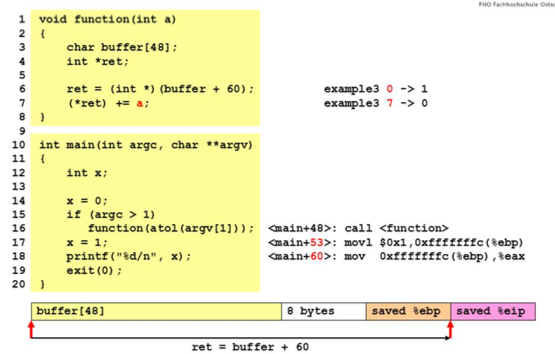 FHO Fachhochschule Ostsc
1 void function(int a)
2 {
3 char buffer[48];
4 int *ret;
5
6 ret = (int *)(buffer + 60); example3 0 -> 1
7 (*ret) += a; example3 7 -> 0
8 }
9
10 int main(int argc, char **argv)
11 {
12 int x;
13
14 x = 0;
15 if (argc > 1)
16 function(atol(argv[1])); <main+48>: call <function>
17 x = 1; <main+53>: movl $0x1,0xfffffffc(%ebp)
18 printf("%d/n", x); <main+60>: mov 0xfffffffc(%ebp),%eax
19 exit(0);
20 }
buffer[48] 8 bytes saved %ebp saved %eip
ret = buffer + 60